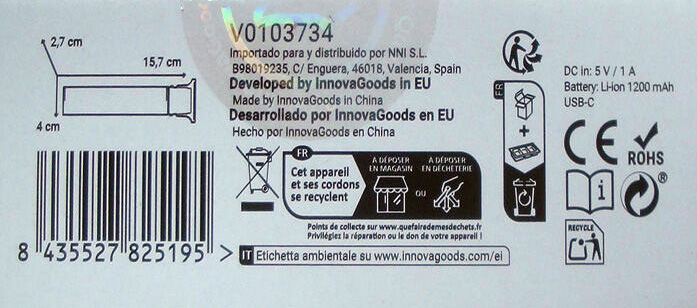 2,7 cm
15,7 cm
4 cm
V0103734
Importado para y distribuido por NNI S.L.
B98019235, C/ Enguera, 46018, Valencia, Spain
Developed by InnovaGoods in EU
Made by InnovaGoods in China
Desarrollado por InnovaGoods en EU
Hecho por InnovaGoods en China
FR
DC in: 5 V / 1 A
Battery: Li-ion 1200 mAh
USB-C
CE
ROHS
FR
Cet appareil
et ses cordons
se recyclent
À DÉPOSER
EN MAGASIN
OU
À DÉPOSER
EN DÉCHÈTERIE
Points de collecte sur www.quefairedemesdechets.fr
Privilégiez la réparation ou le don de votre appareil !
RECYCLE
8 435527 825195 >
IT Etichetta ambientale su www.innovagoods.com/ei